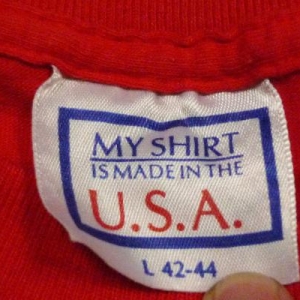 MY SHIRT
IS MADE IN THE
U.S.A.
L 42-44